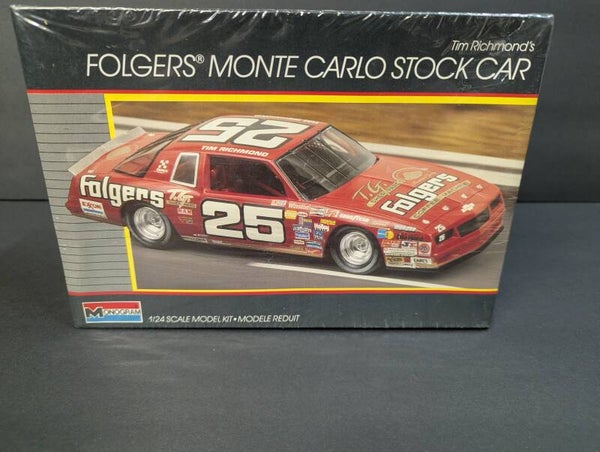 Tim Richmond's
FOLGERS® MONTE CARLO STOCK CAR
25
TIM RICHMOND
Folgers
T.G.
25
T.G.
Folgers
25
MONOGRAM
1/24 SCALE MODEL KIT • MODELE REDUIT